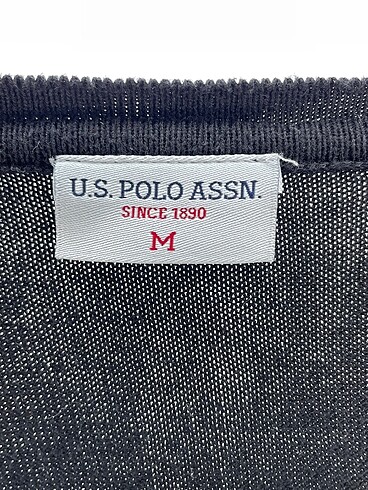 U.S. POLO ASSN.
SINCE 1890
M